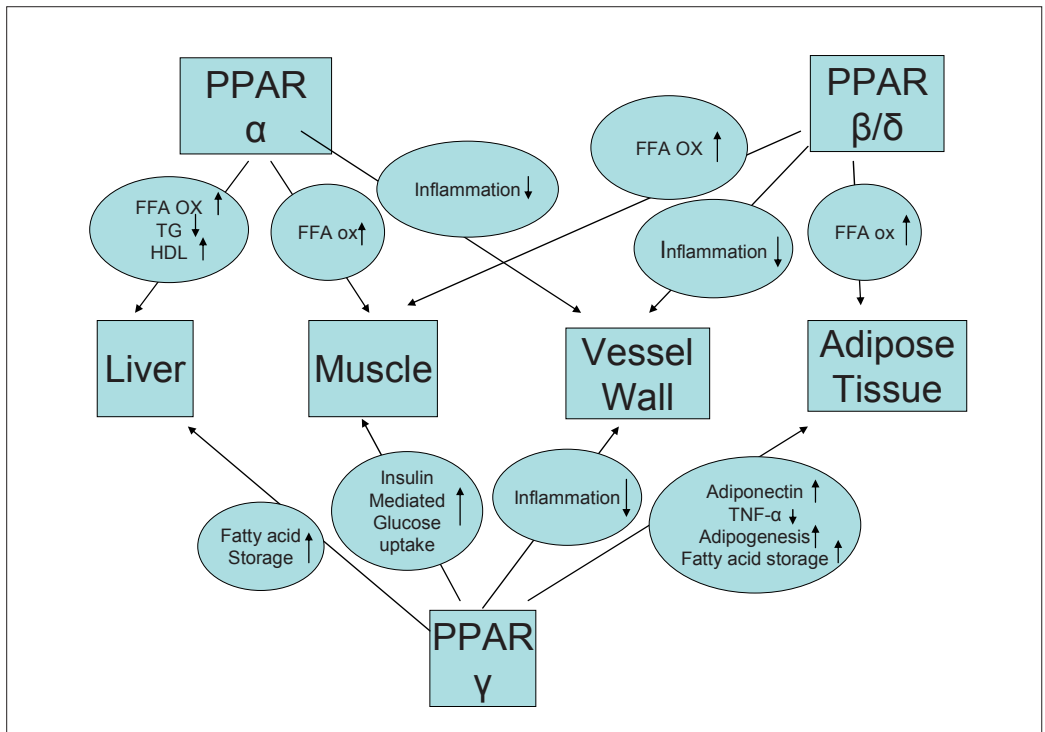 PPAR
α
PPAR
β/δ
FFA OX ↑
Inflammation ↓
FFA OX ↑
TG ↓
HDL ↑
FFA ox ↑
Inflammation ↓
FFA ox ↑
Liver
Muscle
Vessel
Wall
Adipose
Tissue
Insulin
Mediated
Glucose
uptake ↑
Inflammation ↓
Adiponectin ↑
TNF-α ↓
Adipogenesis ↑
Fatty acid storage ↑
Fatty acid
Storage ↑
PPAR
γ